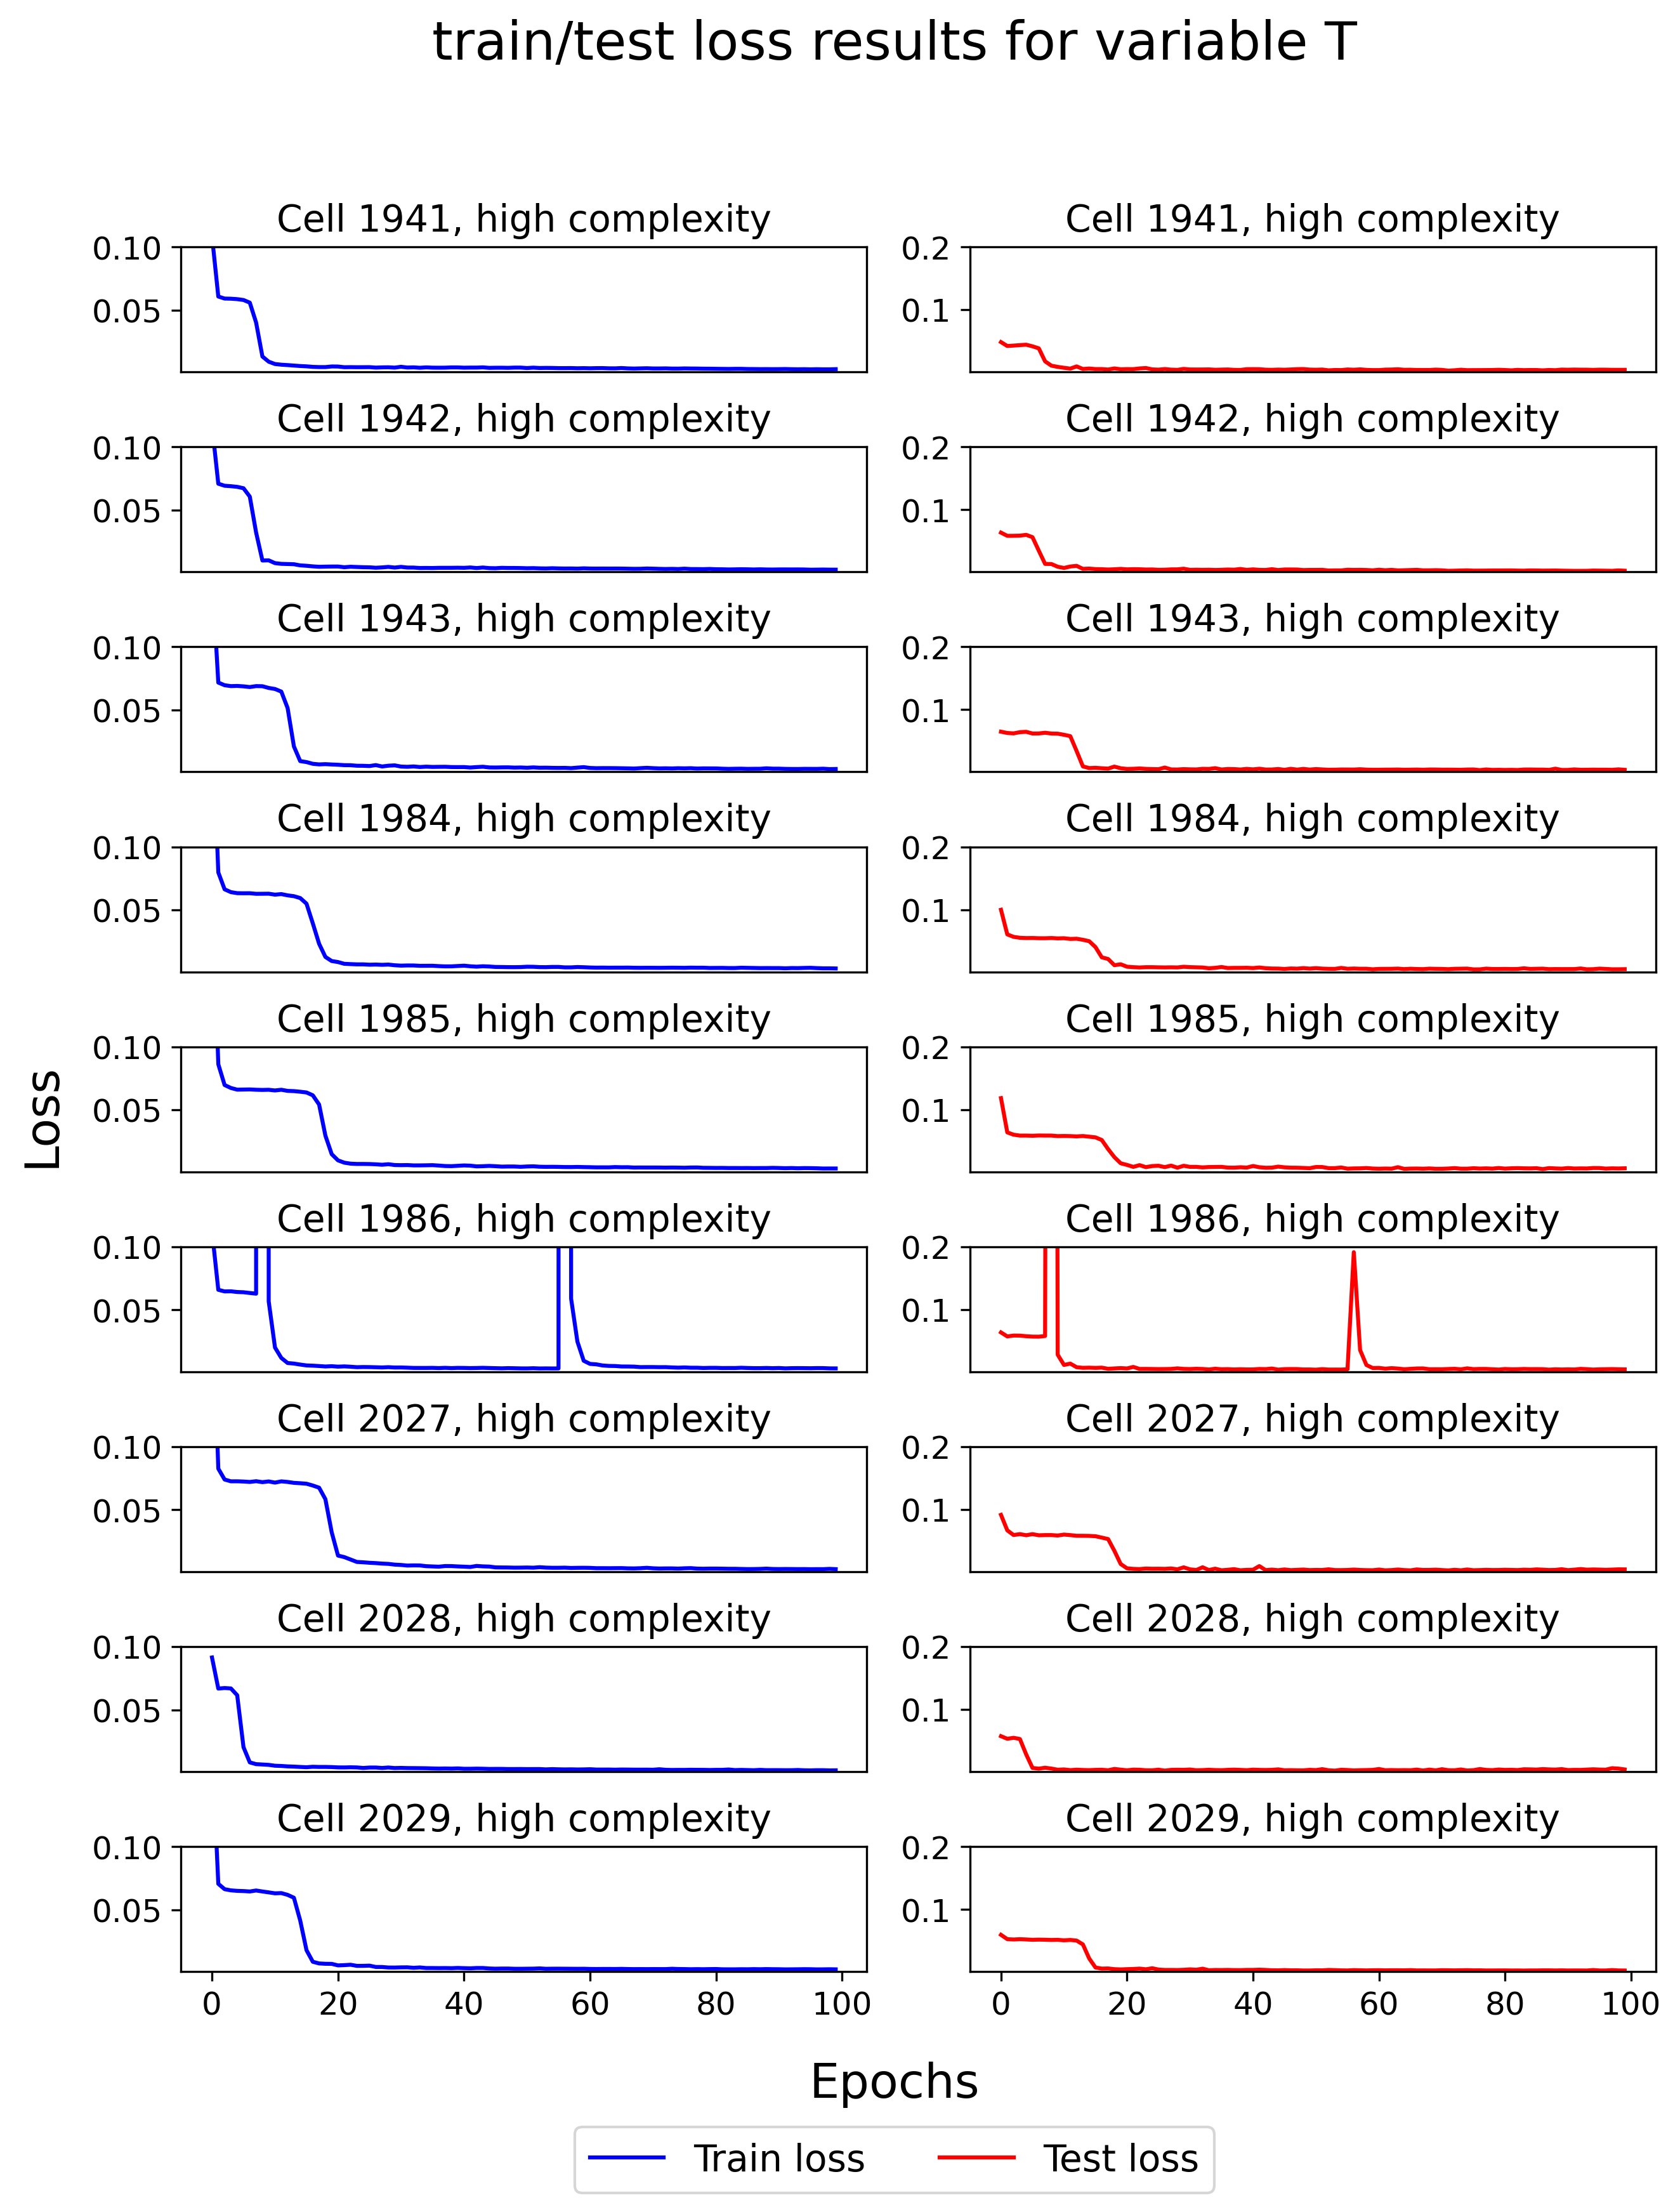 train/test loss results for variable T
Cell 1941, high complexity
0.10
0.05
Cell 1941, high complexity
0.2
0.1
Cell 1942, high complexity
0.10
0.05
Cell 1942, high complexity
0.2
0.1
Cell 1943, high complexity
0.10
0.05
Cell 1943, high complexity
0.2
0.1
Cell 1984, high complexity
0.10
0.05
Cell 1984, high complexity
0.2
0.1
Cell 1985, high complexity
0.10
0.05
Cell 1985, high complexity
0.2
0.1
Loss
Cell 1986, high complexity
0.10
0.05
Cell 1986, high complexity
0.2
0.1
Cell 2027, high complexity
0.10
0.05
Cell 2027, high complexity
0.2
0.1
Cell 2028, high complexity
0.10
0.05
Cell 2028, high complexity
0.2
0.1
Cell 2029, high complexity
0.10
0.05
0 20 40 60 80 100
Cell 2029, high complexity
0.2
0.1
0 20 40 60 80 100
Epochs
Train loss
Test loss